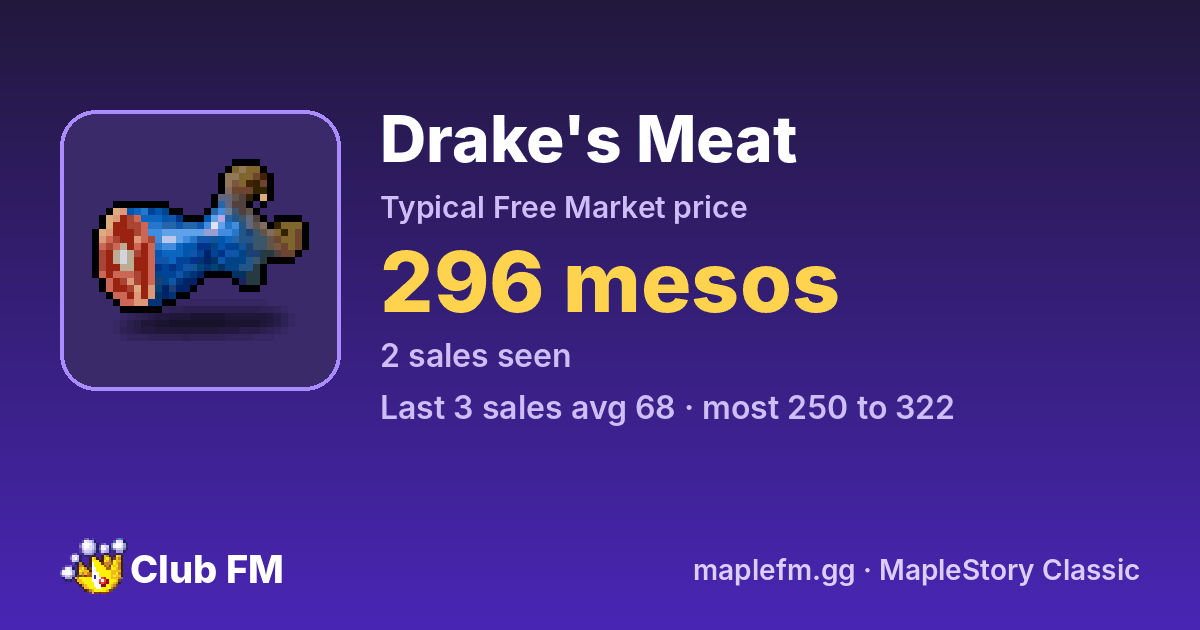 Drake's Meat
Typical Free Market price
296 mesos
2 sales seen
Last 3 sales avg 68 · most 250 to 322
Club FM
maplefm.gg · MapleStory Classic